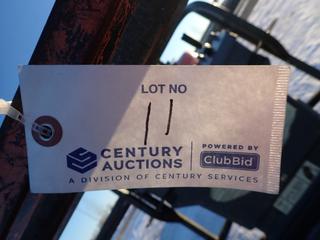 LOT NO
11
CENTURY AUCTIONS
POWERED BY
ClubBid
A DIVISION OF CENTURY SERVICES